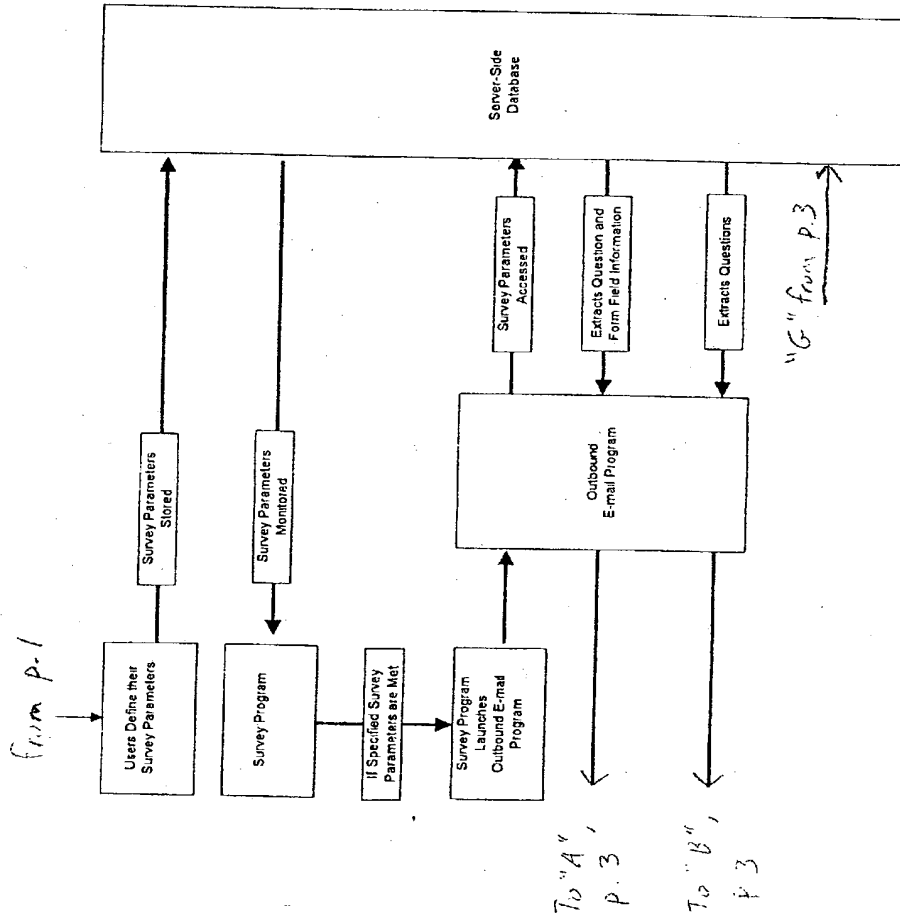 from p.1
Users Define their
Survey Parameters
Survey Parameters
Stored
Server-Side
Database
Survey Program
Survey Parameters
Monitored
If Specified Survey
Parameters are Met
Survey Program
Launches
Outbound E-mail
Program
Outbound
E-mail Program
Survey Parameters
Accessed
Extracts Question and
Form Field Information
Extracts Questions
"G" from p.3
To "A",
p.3
To "B",
p 3